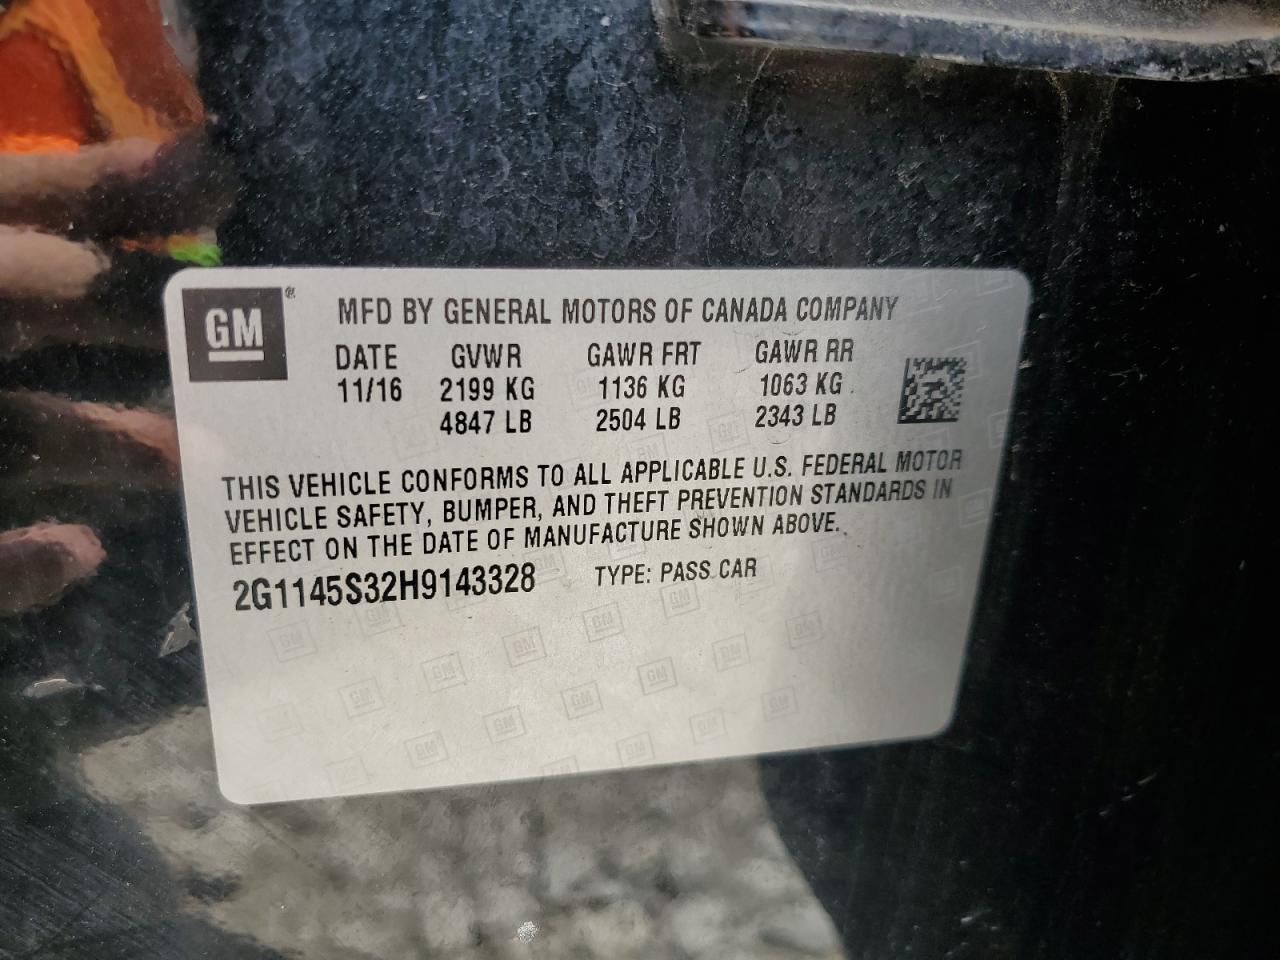 GM ®
MFD BY GENERAL MOTORS OF CANADA COMPANY
DATE GVWR GAWR FRT GAWR RR
11/16 2199 KG 1136 KG 1063 KG
4847 LB 2504 LB 2343 LB
THIS VEHICLE CONFORMS TO ALL APPLICABLE U.S. FEDERAL MOTOR
VEHICLE SAFETY, BUMPER, AND THEFT PREVENTION STANDARDS IN
EFFECT ON THE DATE OF MANUFACTURE SHOWN ABOVE.
2G1145S32H9143328 TYPE: PASS CAR